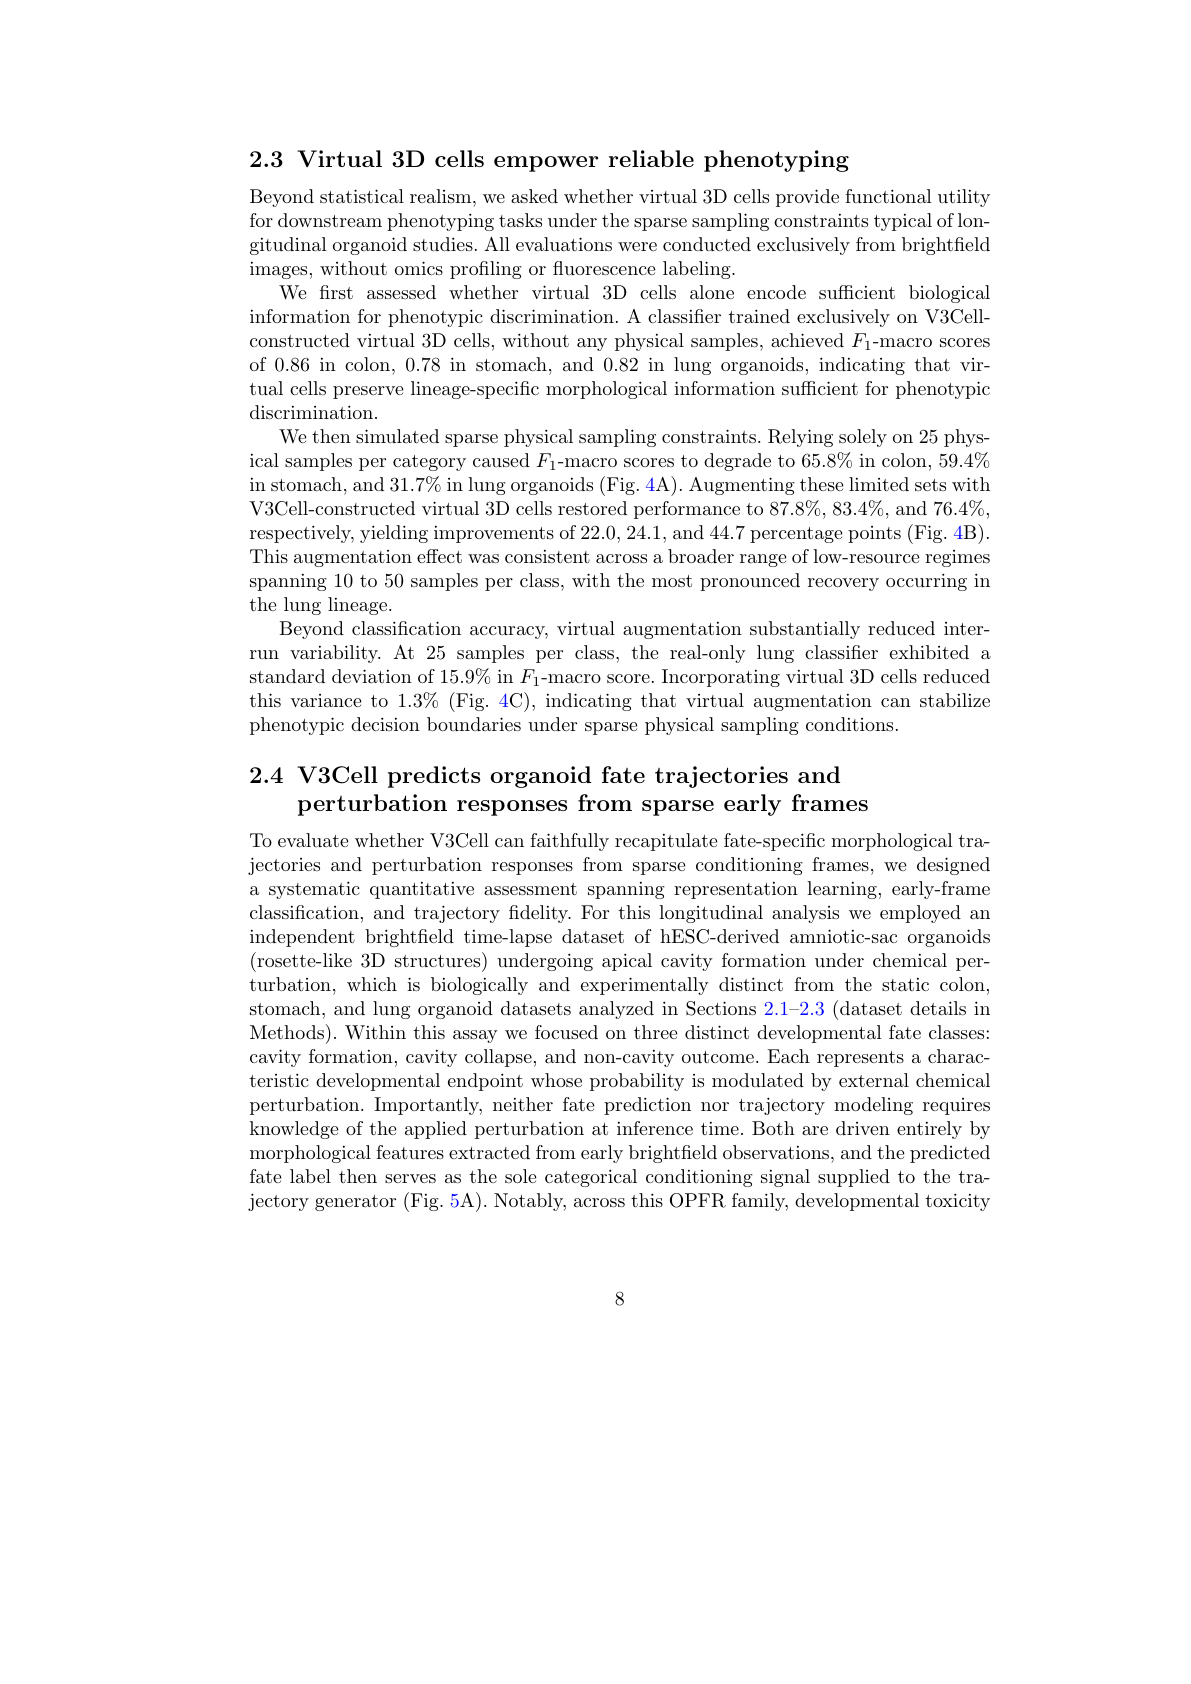 2.3 Virtual 3D cells empower reliable phenotyping
Beyond statistical realism, we asked whether virtual 3D cells provide functional utility
for downstream phenotyping tasks under the sparse sampling constraints typical of lon-
gitudinal organoid studies. All evaluations were conducted exclusively from brightfield
images, without omics profiling or fluorescence labeling.
We first assessed whether virtual 3D cells alone encode sufficient biological
information for phenotypic discrimination. A classifier trained exclusively on V3Cell-
constructed virtual 3D cells, without any physical samples, achieved F₁-macro scores
of 0.86 in colon, 0.78 in stomach, and 0.82 in lung organoids, indicating that vir-
tual cells preserve lineage-specific morphological information sufficient for phenotypic
discrimination.
We then simulated sparse physical sampling constraints. Relying solely on 25 phys-
ical samples per category caused F₁-macro scores to degrade to 65.8% in colon, 59.4%
in stomach, and 31.7% in lung organoids (Fig. 4A). Augmenting these limited sets with
V3Cell-constructed virtual 3D cells restored performance to 87.8%, 83.4%, and 76.4%,
respectively, yielding improvements of 22.0, 24.1, and 44.7 percentage points (Fig. 4B).
This augmentation effect was consistent across a broader range of low-resource regimes
spanning 10 to 50 samples per class, with the most pronounced recovery occurring in
the lung lineage.
Beyond classification accuracy, virtual augmentation substantially reduced inter-
run variability. At 25 samples per class, the real-only lung classifier exhibited a
standard deviation of 15.9% in F₁-macro score. Incorporating virtual 3D cells reduced
this variance to 1.3% (Fig. 4C), indicating that virtual augmentation can stabilize
phenotypic decision boundaries under sparse physical sampling conditions.
2.4 V3Cell predicts organoid fate trajectories and
perturbation responses from sparse early frames
To evaluate whether V3Cell can faithfully recapitulate fate-specific morphological tra-
jectories and perturbation responses from sparse conditioning frames, we designed
a systematic quantitative assessment spanning representation learning, early-frame
classification, and trajectory fidelity. For this longitudinal analysis we employed an
independent brightfield time-lapse dataset of hESC-derived amniotic-sac organoids
(rosette-like 3D structures) undergoing apical cavity formation under chemical per-
turbation, which is biologically and experimentally distinct from the static colon,
stomach, and lung organoid datasets analyzed in Sections 2.1–2.3 (dataset details in
Methods). Within this assay we focused on three distinct developmental fate classes:
cavity formation, cavity collapse, and non-cavity outcome. Each represents a charac-
teristic developmental endpoint whose probability is modulated by external chemical
perturbation. Importantly, neither fate prediction nor trajectory modeling requires
knowledge of the applied perturbation at inference time. Both are driven entirely by
morphological features extracted from early brightfield observations, and the predicted
fate label then serves as the sole categorical conditioning signal supplied to the tra-
jectory generator (Fig. 5A). Notably, across this OPFR family, developmental toxicity
8